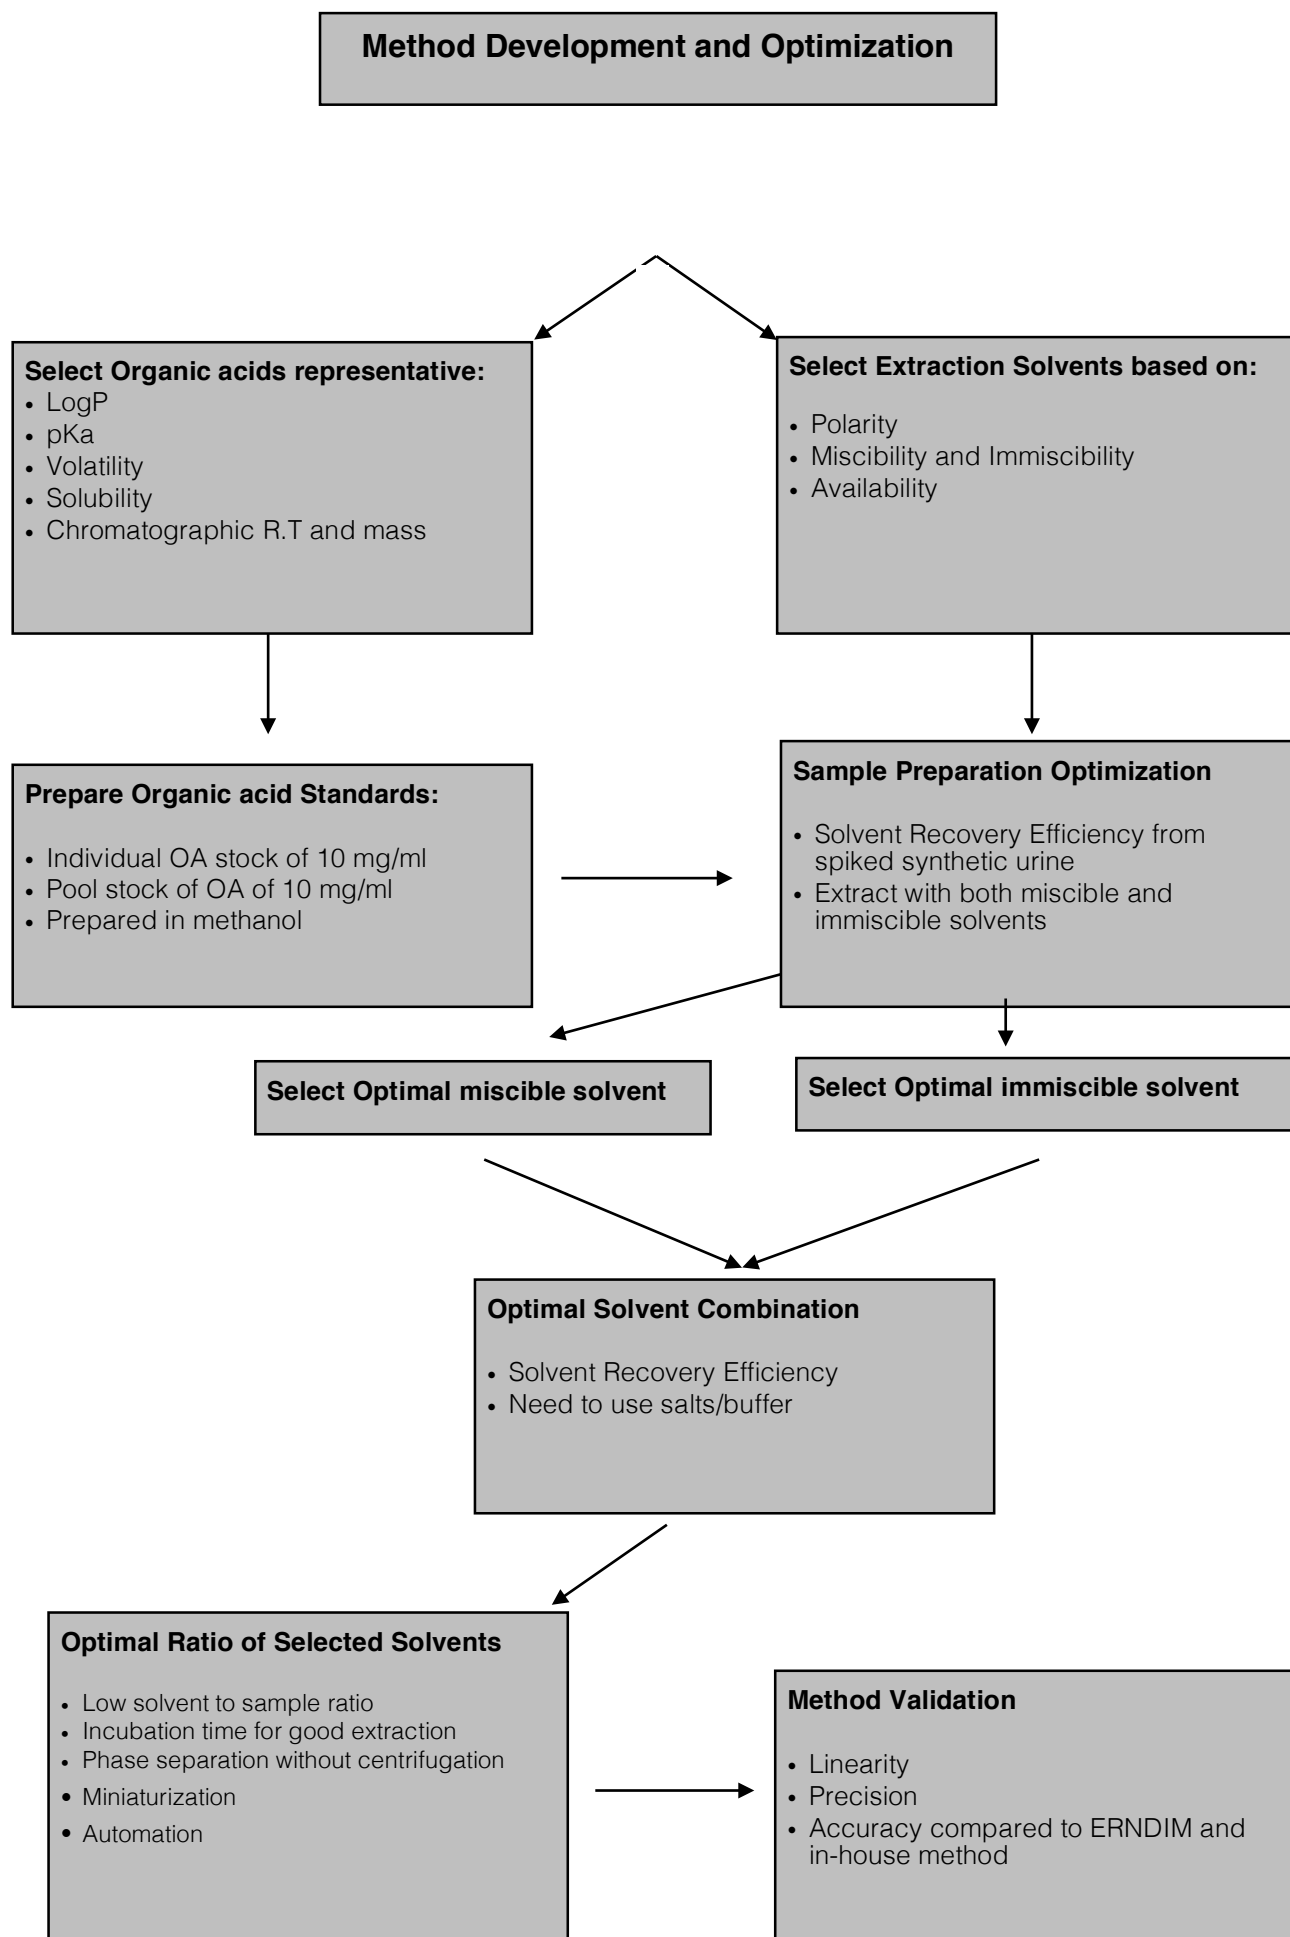 Method Development and Optimization
Select Organic acids representative:
• LogP
• pKa
• Volatility
• Solubility
• Chromatographic R.T and mass
Select Extraction Solvents based on:
• Polarity
• Miscibility and Immiscibility
• Availability
Prepare Organic acid Standards:
• Individual OA stock of 10 mg/ml
• Pool stock of OA of 10 mg/ml
• Prepared in methanol
Sample Preparation Optimization
• Solvent Recovery Efficiency from
spiked synthetic urine
• Extract with both miscible and
immiscible solvents
Select Optimal miscible solvent
Select Optimal immiscible solvent
Optimal Solvent Combination
• Solvent Recovery Efficiency
• Need to use salts/buffer
Optimal Ratio of Selected Solvents
• Low solvent to sample ratio
• Incubation time for good extraction
• Phase separation without centrifugation
• Miniaturization
• Automation
Method Validation
• Linearity
• Precision
• Accuracy compared to ERNDIM and
in-house method